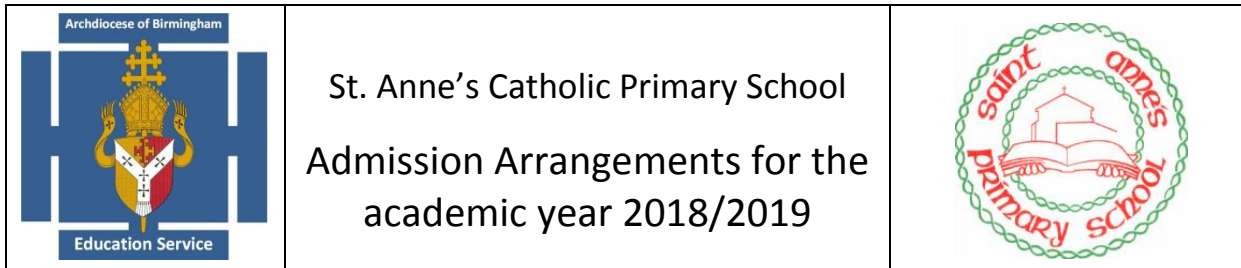 Archdiocese of Birmingham
Education Service
St. Anne's Catholic Primary School
Admission Arrangements for the
academic year 2018/2019
saint anne's
primary school